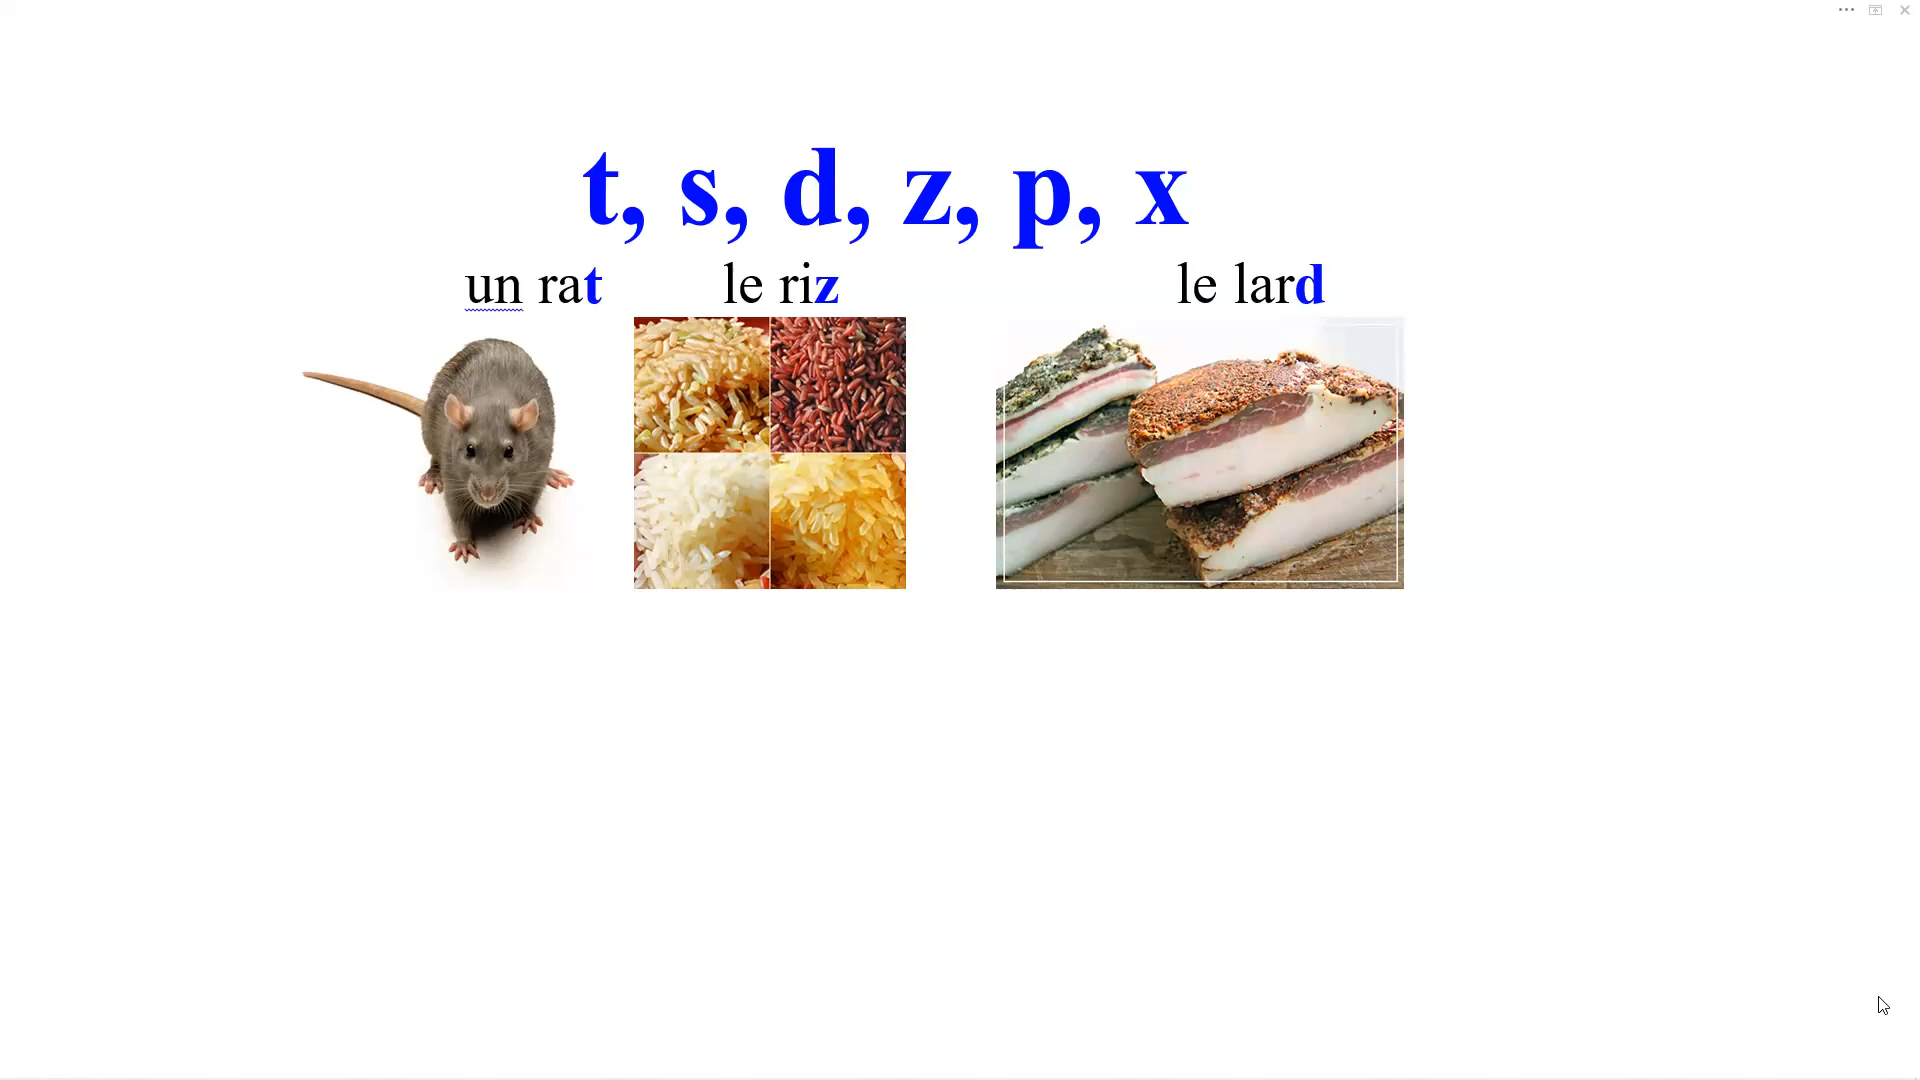 t, s, d, z, p, x
un rat le riz le lard